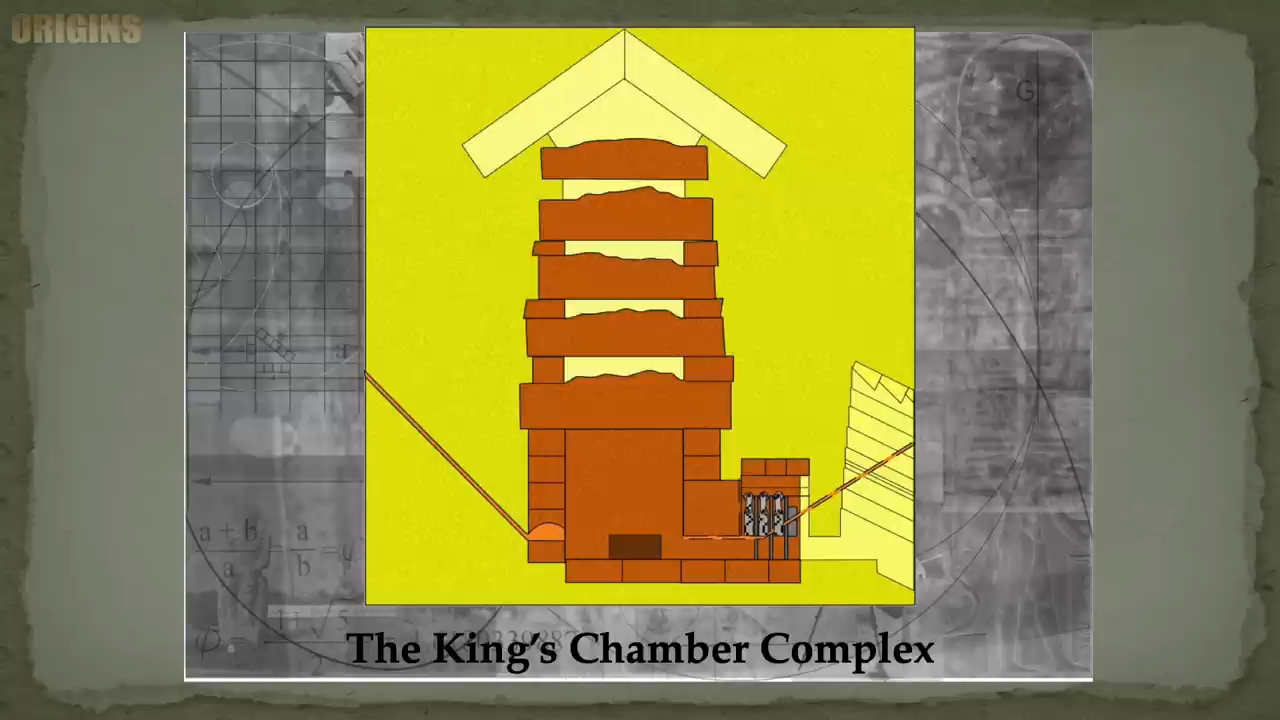 ORIGINS
G
a + b
a
=
a
b
= φ
The King's Chamber Complex